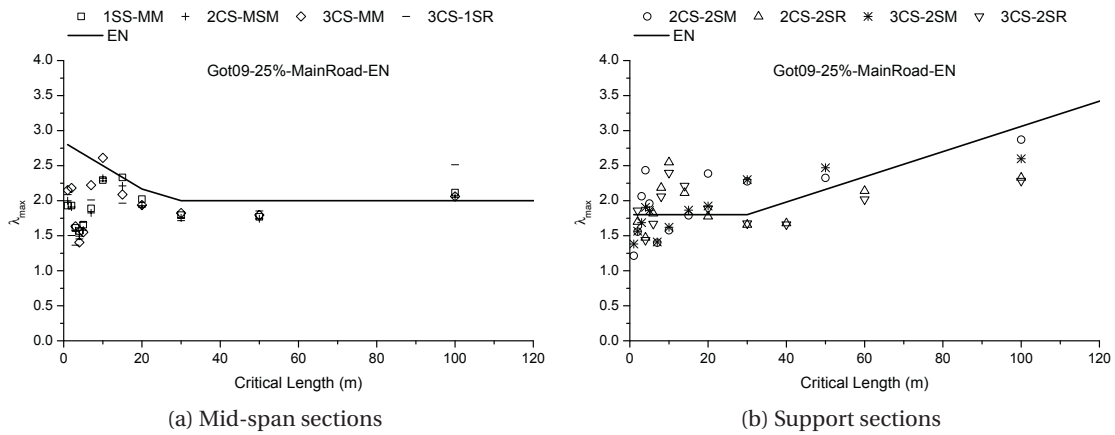 1SS-MM 2CS-MSM 3CS-MM 3CS-1SR
EN
Got09-25%-MainRoad-EN
4.0
3.5
3.0
2.5
2.0
1.5
1.0
0.5
0.0
λmax
0 20 40 60 80 100 120
Critical Length (m)
(a) Mid-span sections
2CS-2SM 2CS-2SR 3CS-2SM 3CS-2SR
EN
Got09-25%-MainRoad-EN
4.0
3.5
3.0
2.5
2.0
1.5
1.0
0.5
0.0
λmax
0 20 40 60 80 100 120
Critical Length (m)
(b) Support sections